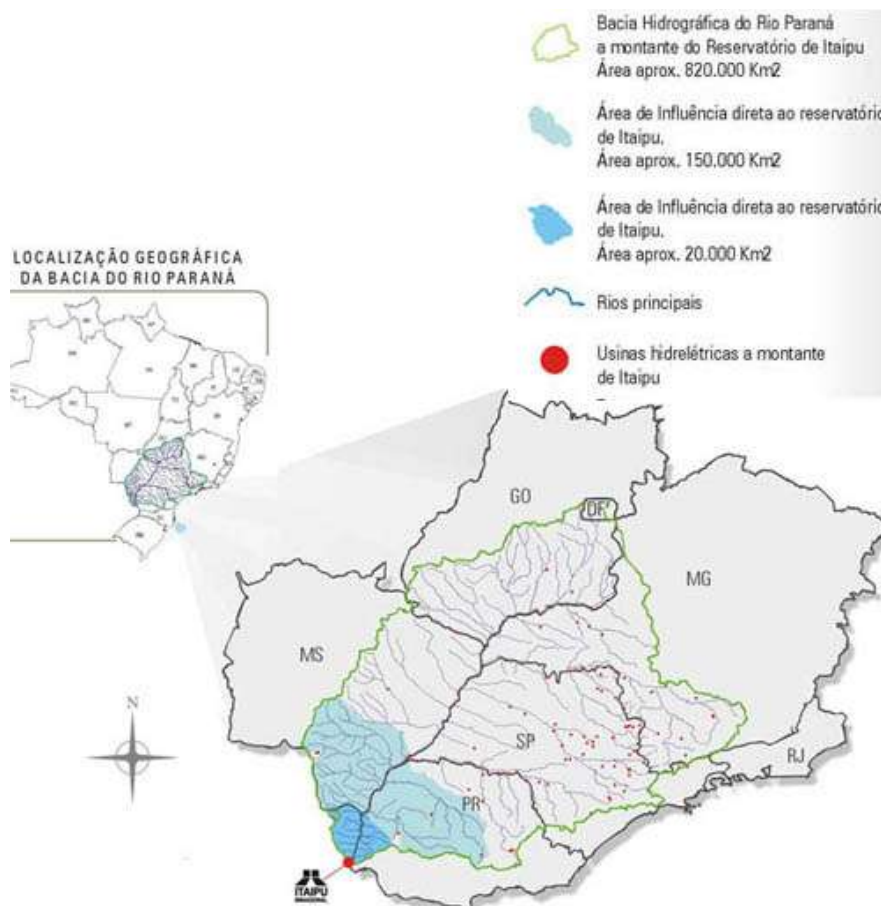 Bacia Hidrográfica do Rio Paraná
a montante do Reservatório de Itaipu
Área aprox. 820.000 Km2
Área de Influência direta ao reservatório
de Itaipu,
Área aprox. 150.000 Km2
Área de Influência direta ao reservatório
de Itaipu,
Área aprox. 20.000 Km2
Rios principais
Usinas hidrelétricas a montante
de Itaipu
LOCALIZAÇÃO GEOGRÁFICA
DA BACIA DO RIO PARANÁ
GO
DF
MG
MS
N
SP
RJ
PR
ITAIPU
BINACIONAL